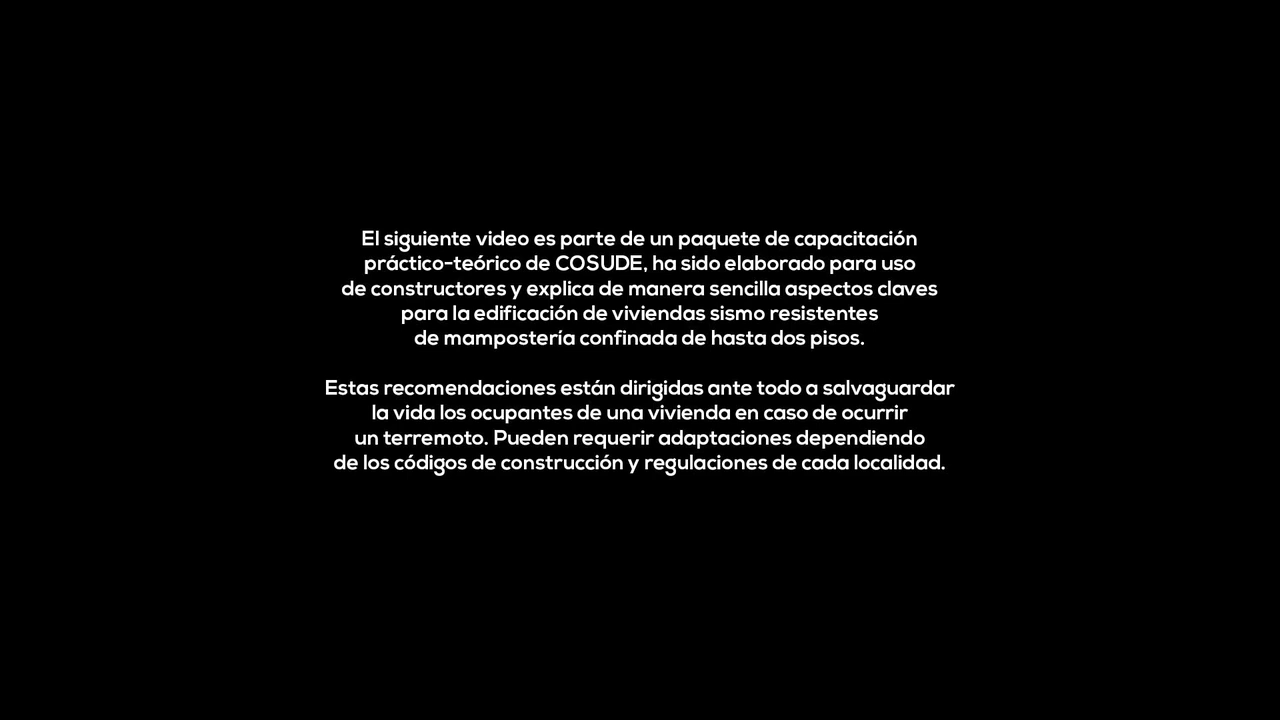 El siguiente video es parte de un paquete de capacitación
práctico-teórico de COSUDE, ha sido elaborado para uso
de constructores y explica de manera sencilla aspectos claves
para la edificación de viviendas sismo resistentes
de mampostería confinada de hasta dos pisos.
Estas recomendaciones están dirigidas ante todo a salvaguardar
la vida los ocupantes de una vivienda en caso de ocurrir
un terremoto. Pueden requerir adaptaciones dependiendo
de los códigos de construcción y regulaciones de cada localidad.